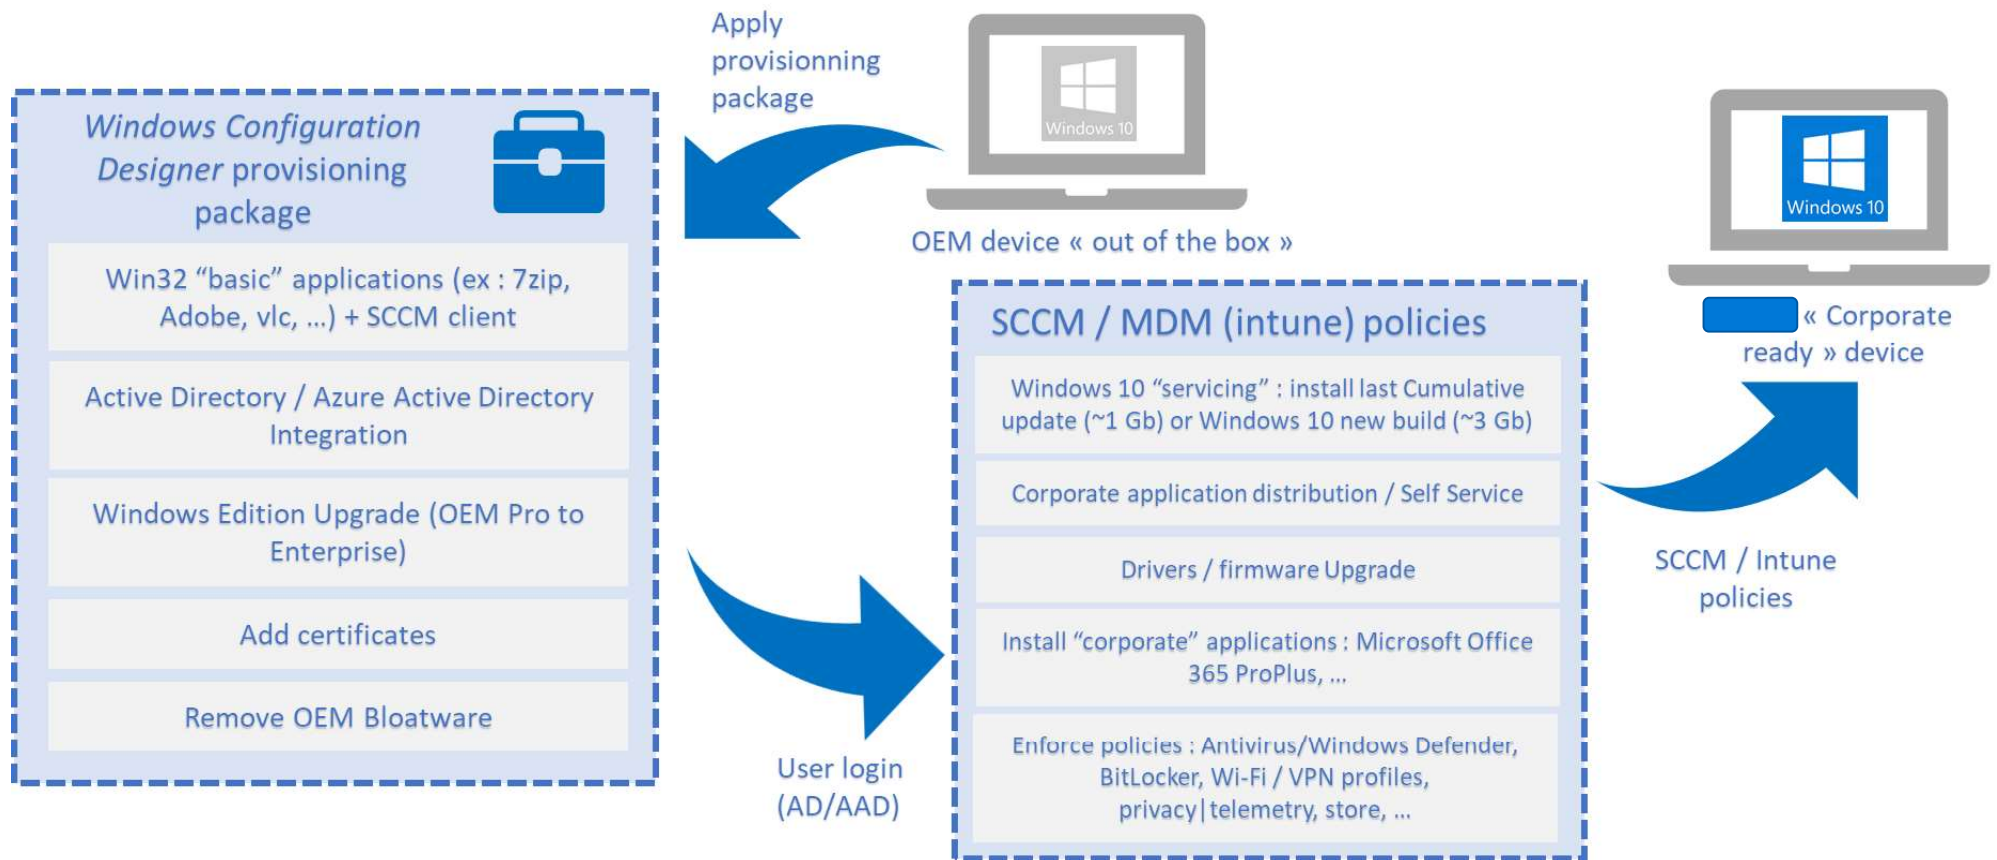 Apply
provisionning
package
Windows 10
OEM device « out of the box »
Windows Configuration
Designer provisioning
package
Win32 “basic” applications (ex : 7zip,
Adobe, vlc, ...) + SCCM client
Active Directory / Azure Active Directory
Integration
Windows Edition Upgrade (OEM Pro to
Enterprise)
Add certificates
Remove OEM Bloatware
User login
(AD/AAD)
SCCM / MDM (intune) policies
Windows 10 “servicing” : install last Cumulative
update (~1 Gb) or Windows 10 new build (~3 Gb)
Corporate application distribution / Self Service
Drivers / firmware Upgrade
Install “corporate” applications : Microsoft Office
365 ProPlus, ...
Enforce policies : Antivirus/Windows Defender,
BitLocker, Wi-Fi / VPN profiles,
privacy|telemetry, store, ...
SCCM / Intune
policies
Windows 10
« Corporate
ready » device